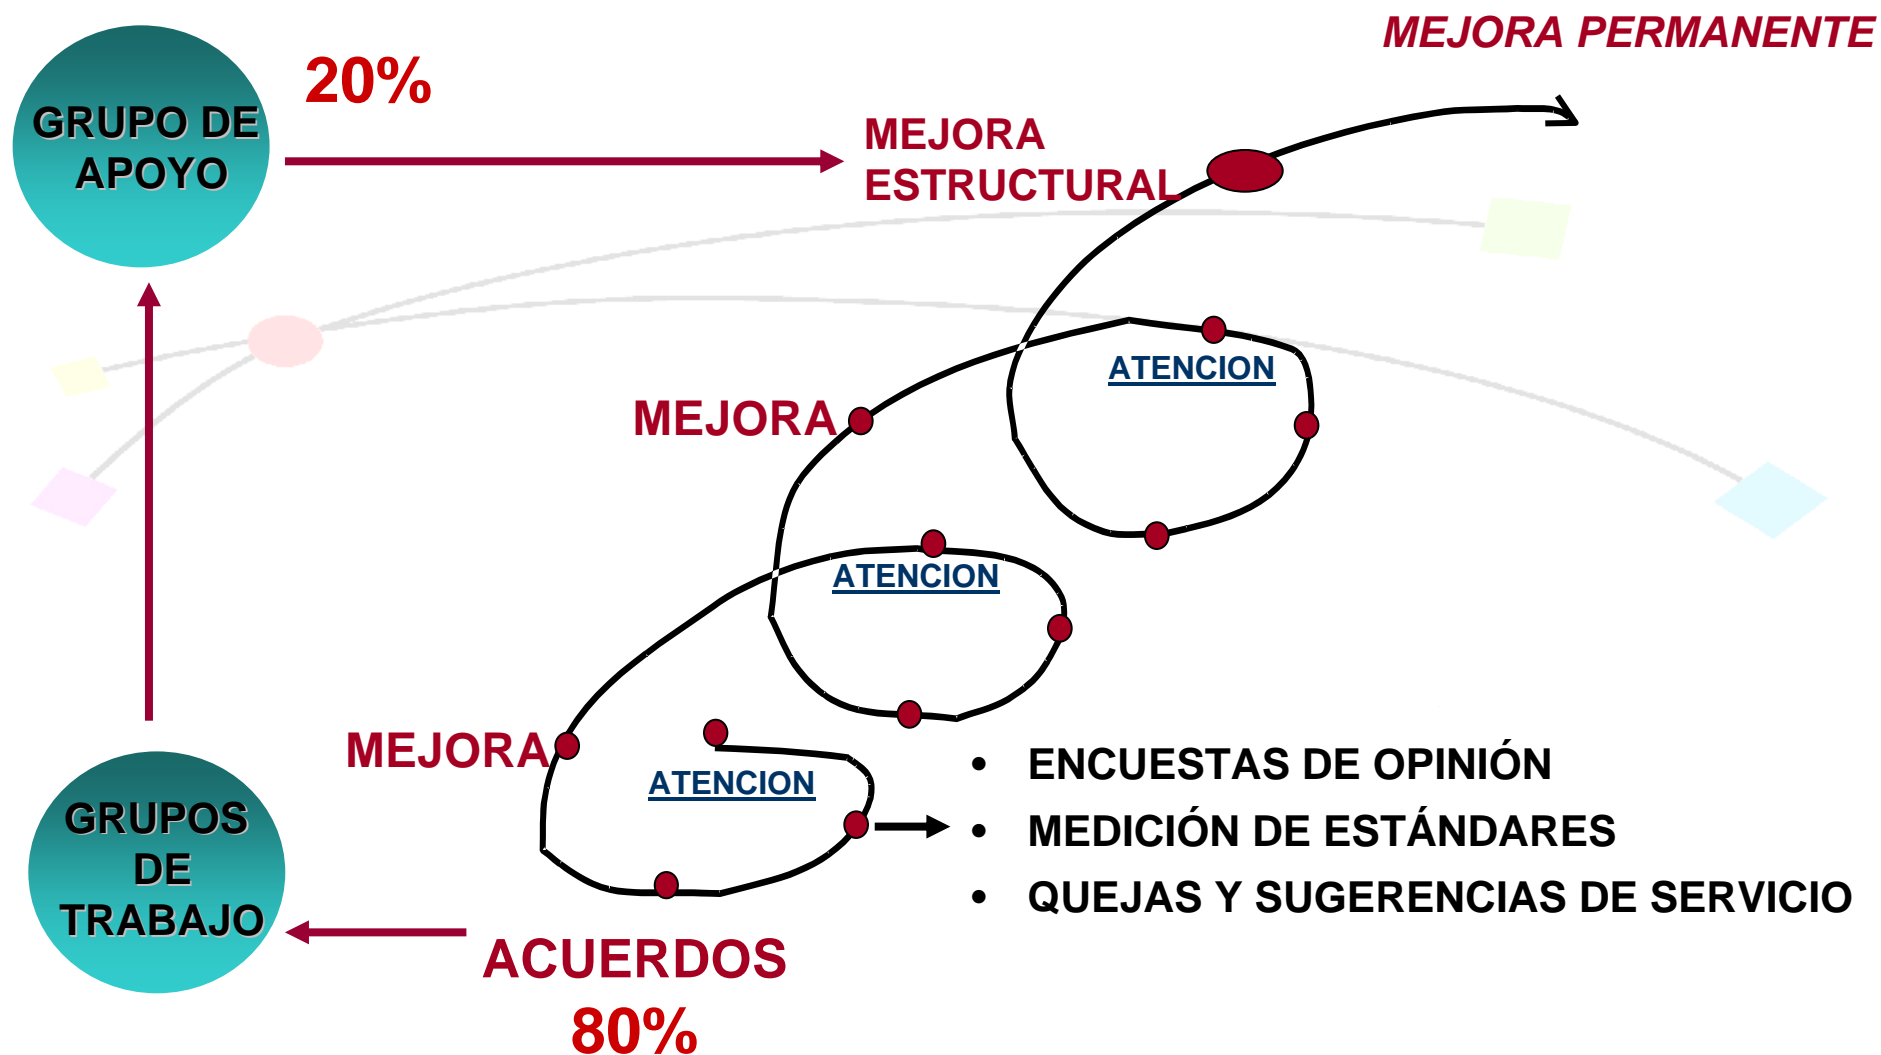 MEJORA PERMANENTE
20%
GRUPO DE
APOYO
MEJORA
ESTRUCTURAL
ATENCION
MEJORA
ATENCION
MEJORA
ATENCION
• ENCUESTAS DE OPINIÓN
• MEDICIÓN DE ESTÁNDARES
• QUEJAS Y SUGERENCIAS DE SERVICIO
GRUPOS
DE
TRABAJO
ACUERDOS
80%